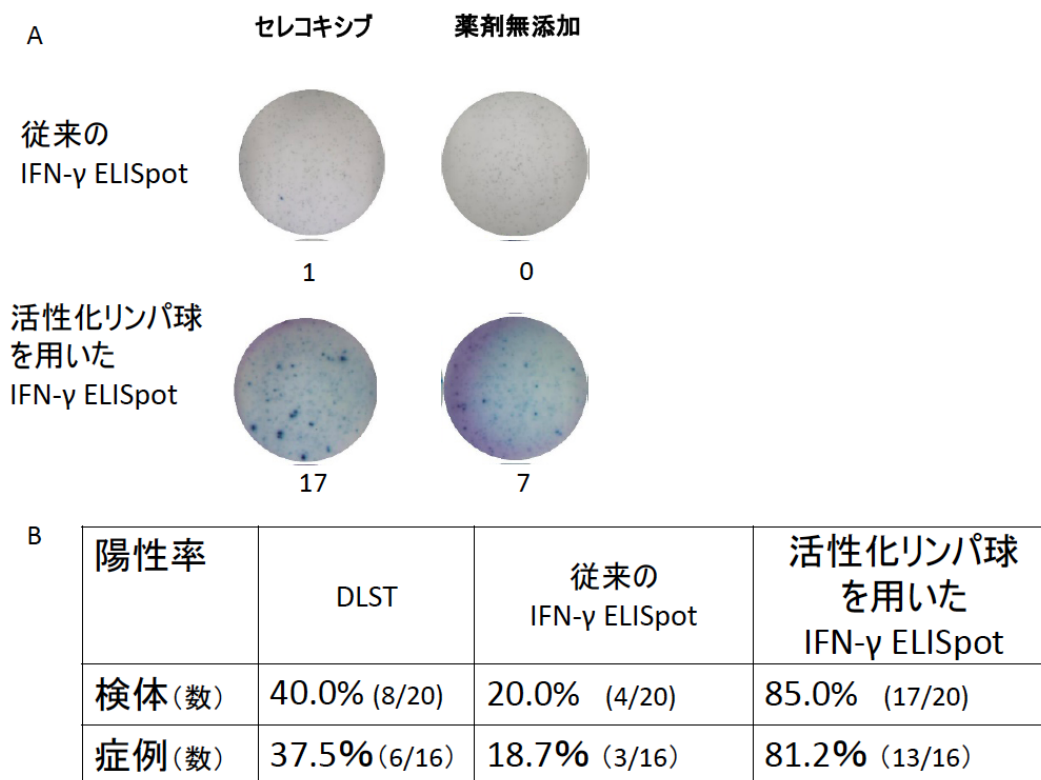 A
セレコキシブ 薬剤無添加
従来の
IFN-γ ELISpot
1 0
活性化リンパ球
を用いた
IFN-γ ELISpot
17 7
B
陽性率
DLST
従来の
IFN-γ ELISpot
活性化リンパ球
を用いた
IFN-γ ELISpot
検体(数) 40.0% (8/20) 20.0% (4/20) 85.0% (17/20)
症例(数) 37.5%(6/16) 18.7% (3/16) 81.2% (13/16)